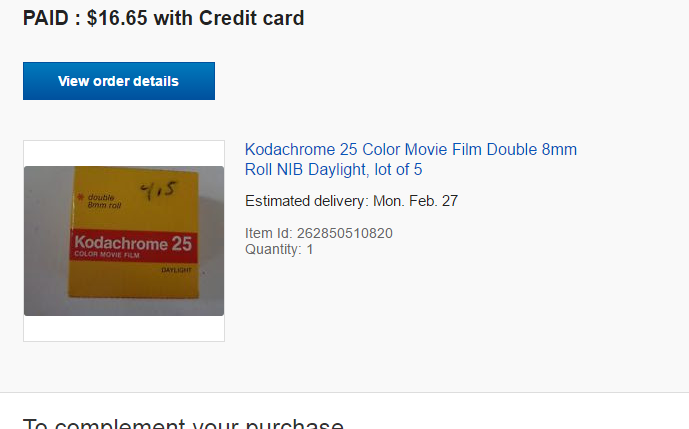 PAID : $16.65 with Credit card
View order details
Kodachrome 25 Color Movie Film Double 8mm
Roll NIB Daylight, lot of 5
Estimated delivery: Mon. Feb. 27
Item Id: 262850510820
Quantity: 1
double
8mm roll
Kodachrome 25
COLOR MOVIE FILM
DAYLIGHT
To complement your purchase